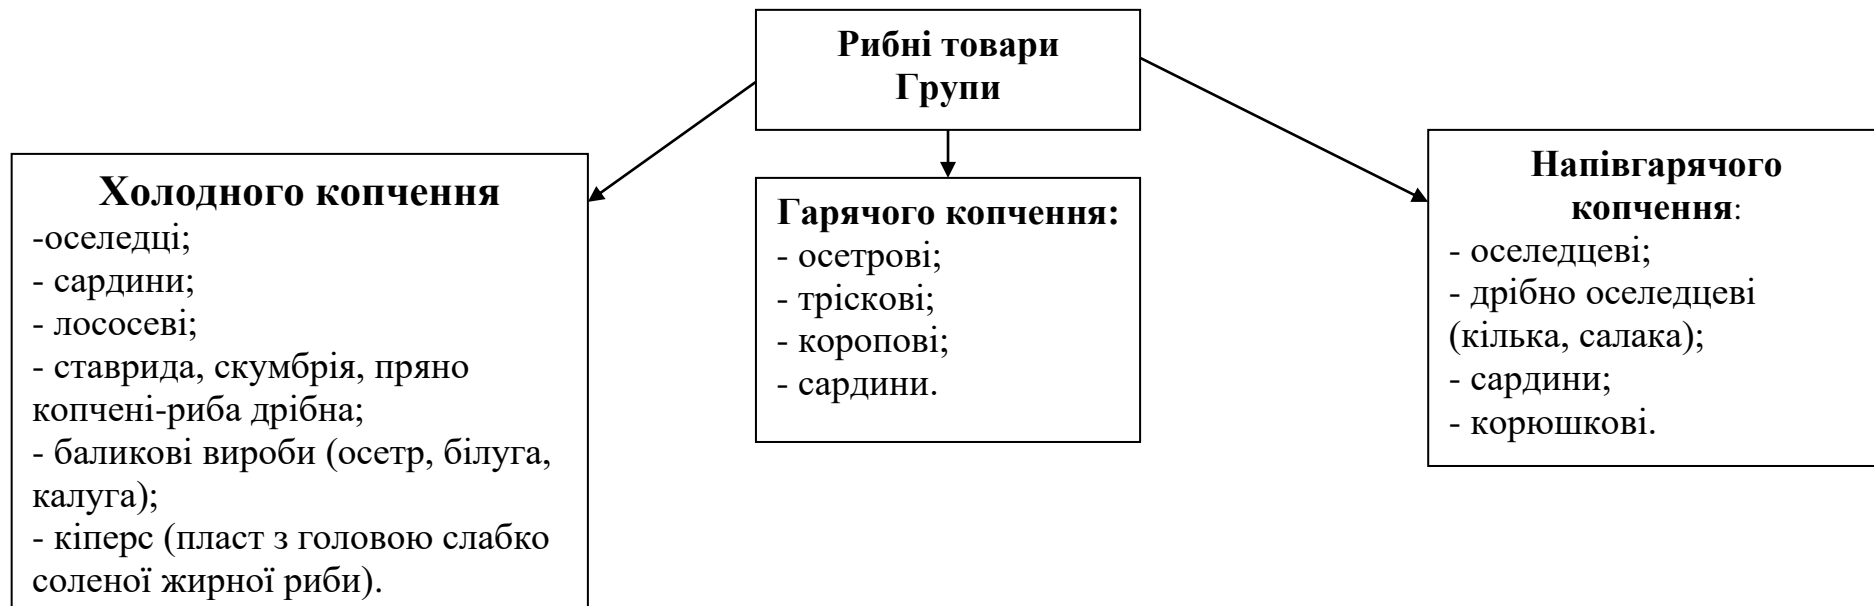 Рибні товари
Групи
Холодного копчення
-оселедці;
- сардини;
- лососеві;
- ставрида, скумбрія, пряно
копчені-риба дрібна;
- баликові вироби (осетр, білуга,
калуга);
- кіперс (пласт з головою слабко
соленої жирної риби).
Гарячого копчення:
- осетрові;
- тріскові;
- коропові;
- сардини.
Напівгарячого
копчення:
- оселедцеві;
- дрібно оселедцеві
(кілька, салака);
- сардини;
- корюшкові.